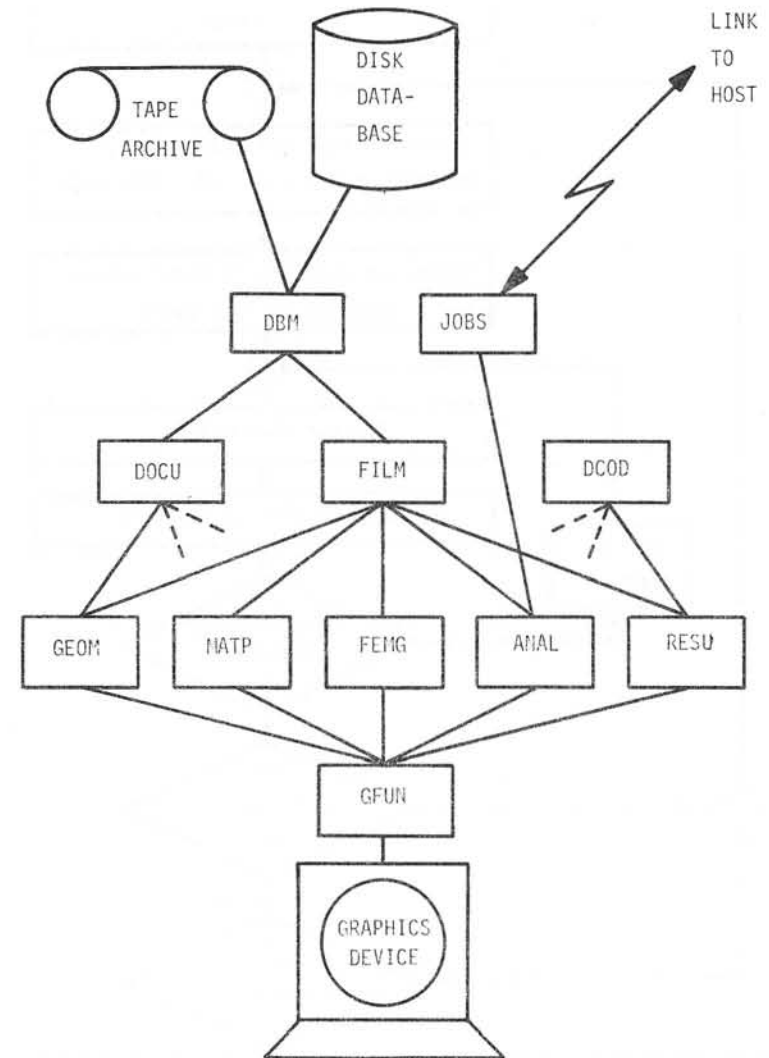 LINK
TO
HOST
DISK
DATA-
BASE
TAPE
ARCHIVE
DBM
JOBS
DOCU
FILM
DCOD
GEOM
MATP
FEMG
ANAL
RESU
GFUN
GRAPHICS
DEVICE